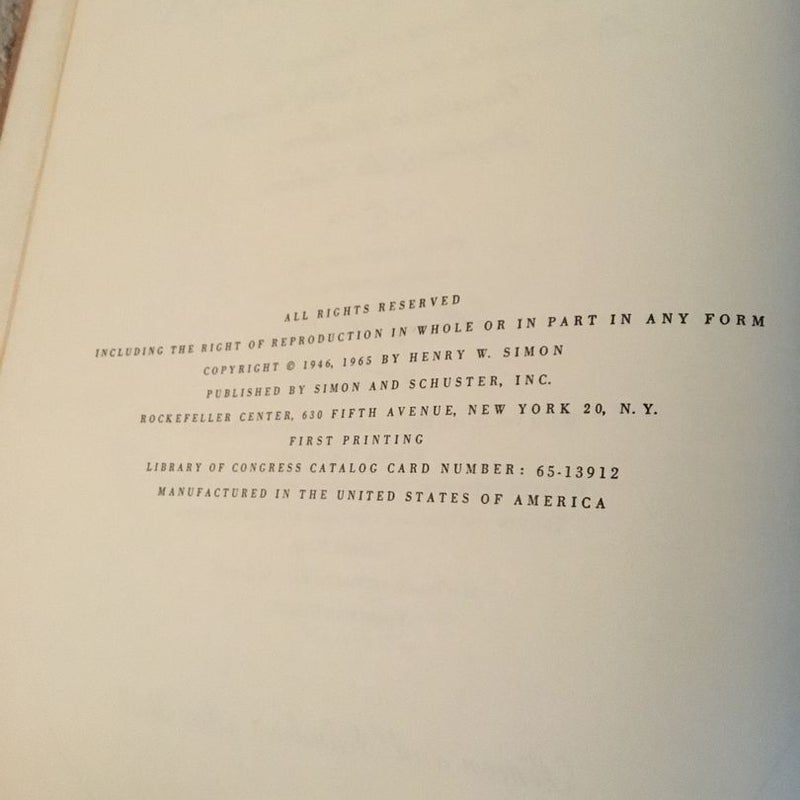 ALL RIGHTS RESERVED
INCLUDING THE RIGHT OF REPRODUCTION IN WHOLE OR IN PART IN ANY FORM
COPYRIGHT © 1946, 1965 BY HENRY W. SIMON
PUBLISHED BY SIMON AND SCHUSTER, INC.
ROCKEFELLER CENTER, 630 FIFTH AVENUE, NEW YORK 20, N. Y.
FIRST PRINTING
LIBRARY OF CONGRESS CATALOG CARD NUMBER: 65-13912
MANUFACTURED IN THE UNITED STATES OF AMERICA